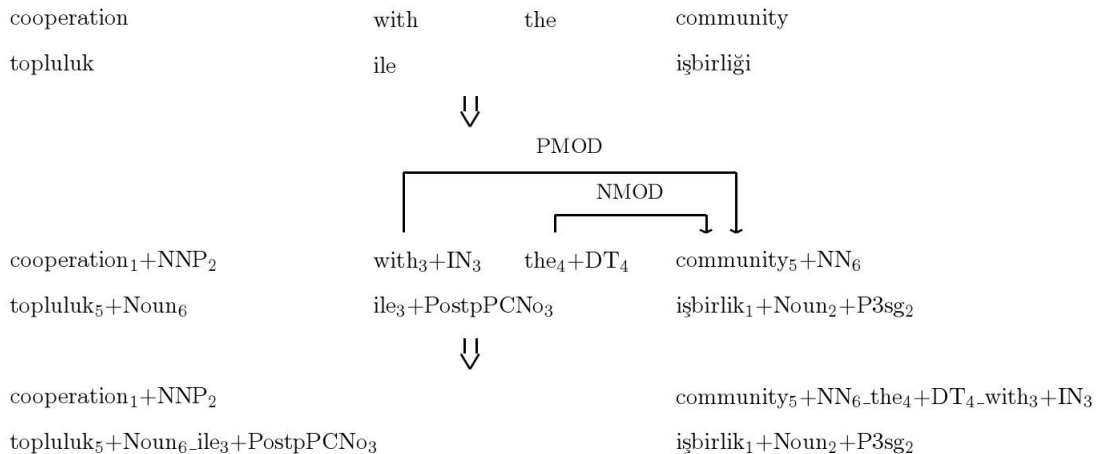 cooperation with the community
topluluk ile işbirliği
PMOD
NMOD
cooperation₁+NNP₂ with₃+IN₃ the₄+DT₄ community₅+NN₆
topluluk₅+Noun₆ ile₃+PostpPCNo₃ işbirlik₁+Noun₂+P3sg₂
cooperation₁+NNP₂ community₅+NN₆_the₄+DT₄_with₃+IN₃
topluluk₅+Noun₆_ile₃+PostpPCNo₃ işbirlik₁+Noun₂+P3sg₂